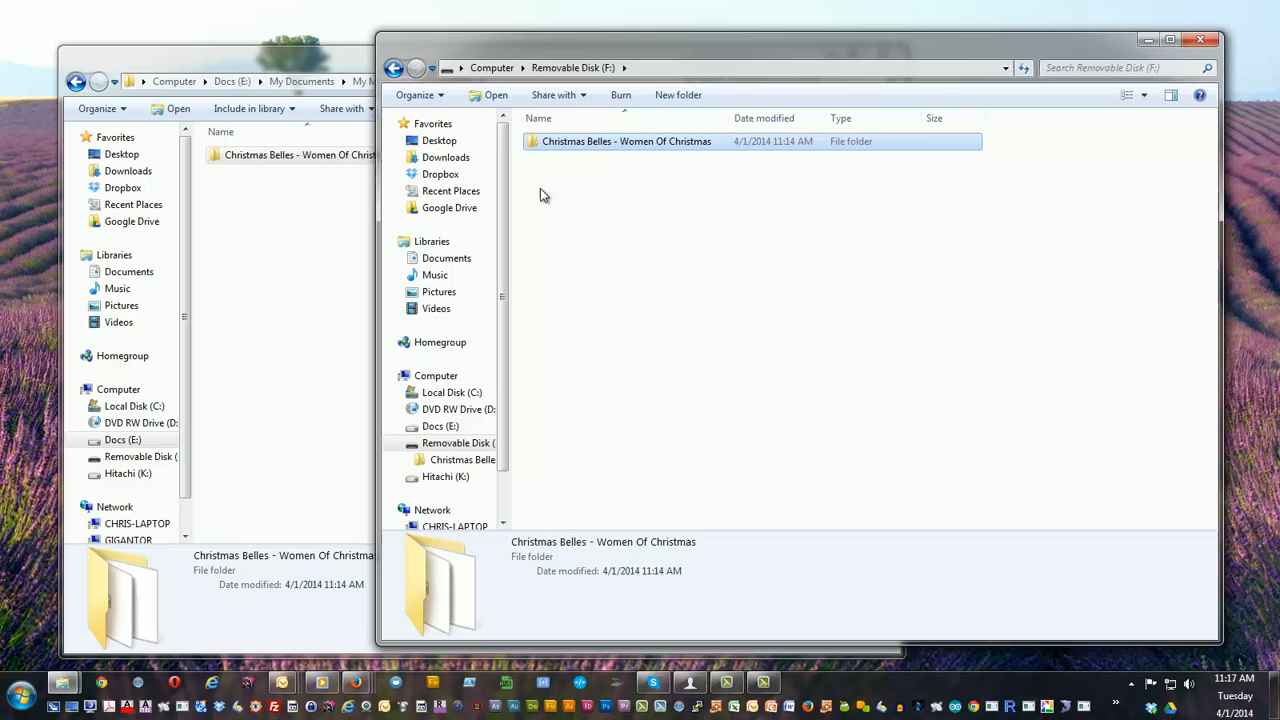 Computer
Docs (E:)
My Documents
My M
Organize
Open
Include in library
Share with
Name
Favorites
Desktop
Downloads
Dropbox
Recent Places
Google Drive
Libraries
Documents
Music
Pictures
Videos
Homegroup
Computer
Local Disk (C:)
DVD RW Drive (D:
Docs (E:)
Removable Disk (
Hitachi (K:)
Network
CHRIS-LAPTOP
GIGANTOR
Christmas Belles - Women Of Christ
Christmas Belles - Women Of Christmas
File folder
Date modified: 4/1/2014 11:14 AM
Computer
Removable Disk (F:)
Search Removable Disk (F:)
Organize
Open
Share with
Burn
New folder
Favorites
Desktop
Downloads
Dropbox
Recent Places
Google Drive
Libraries
Documents
Music
Pictures
Videos
Homegroup
Computer
Local Disk (C:)
DVD RW Drive (D:
Docs (E:)
Removable Disk (
Christmas Belle
Hitachi (K:)
Network
CHRIS-LAPTOP
Name Date modified Type Size
Christmas Belles - Women Of Christmas 4/1/2014 11:14 AM File folder
Christmas Belles - Women Of Christmas
File folder
Date modified: 4/1/2014 11:14 AM
11:17 AM
Tuesday
4/1/2014